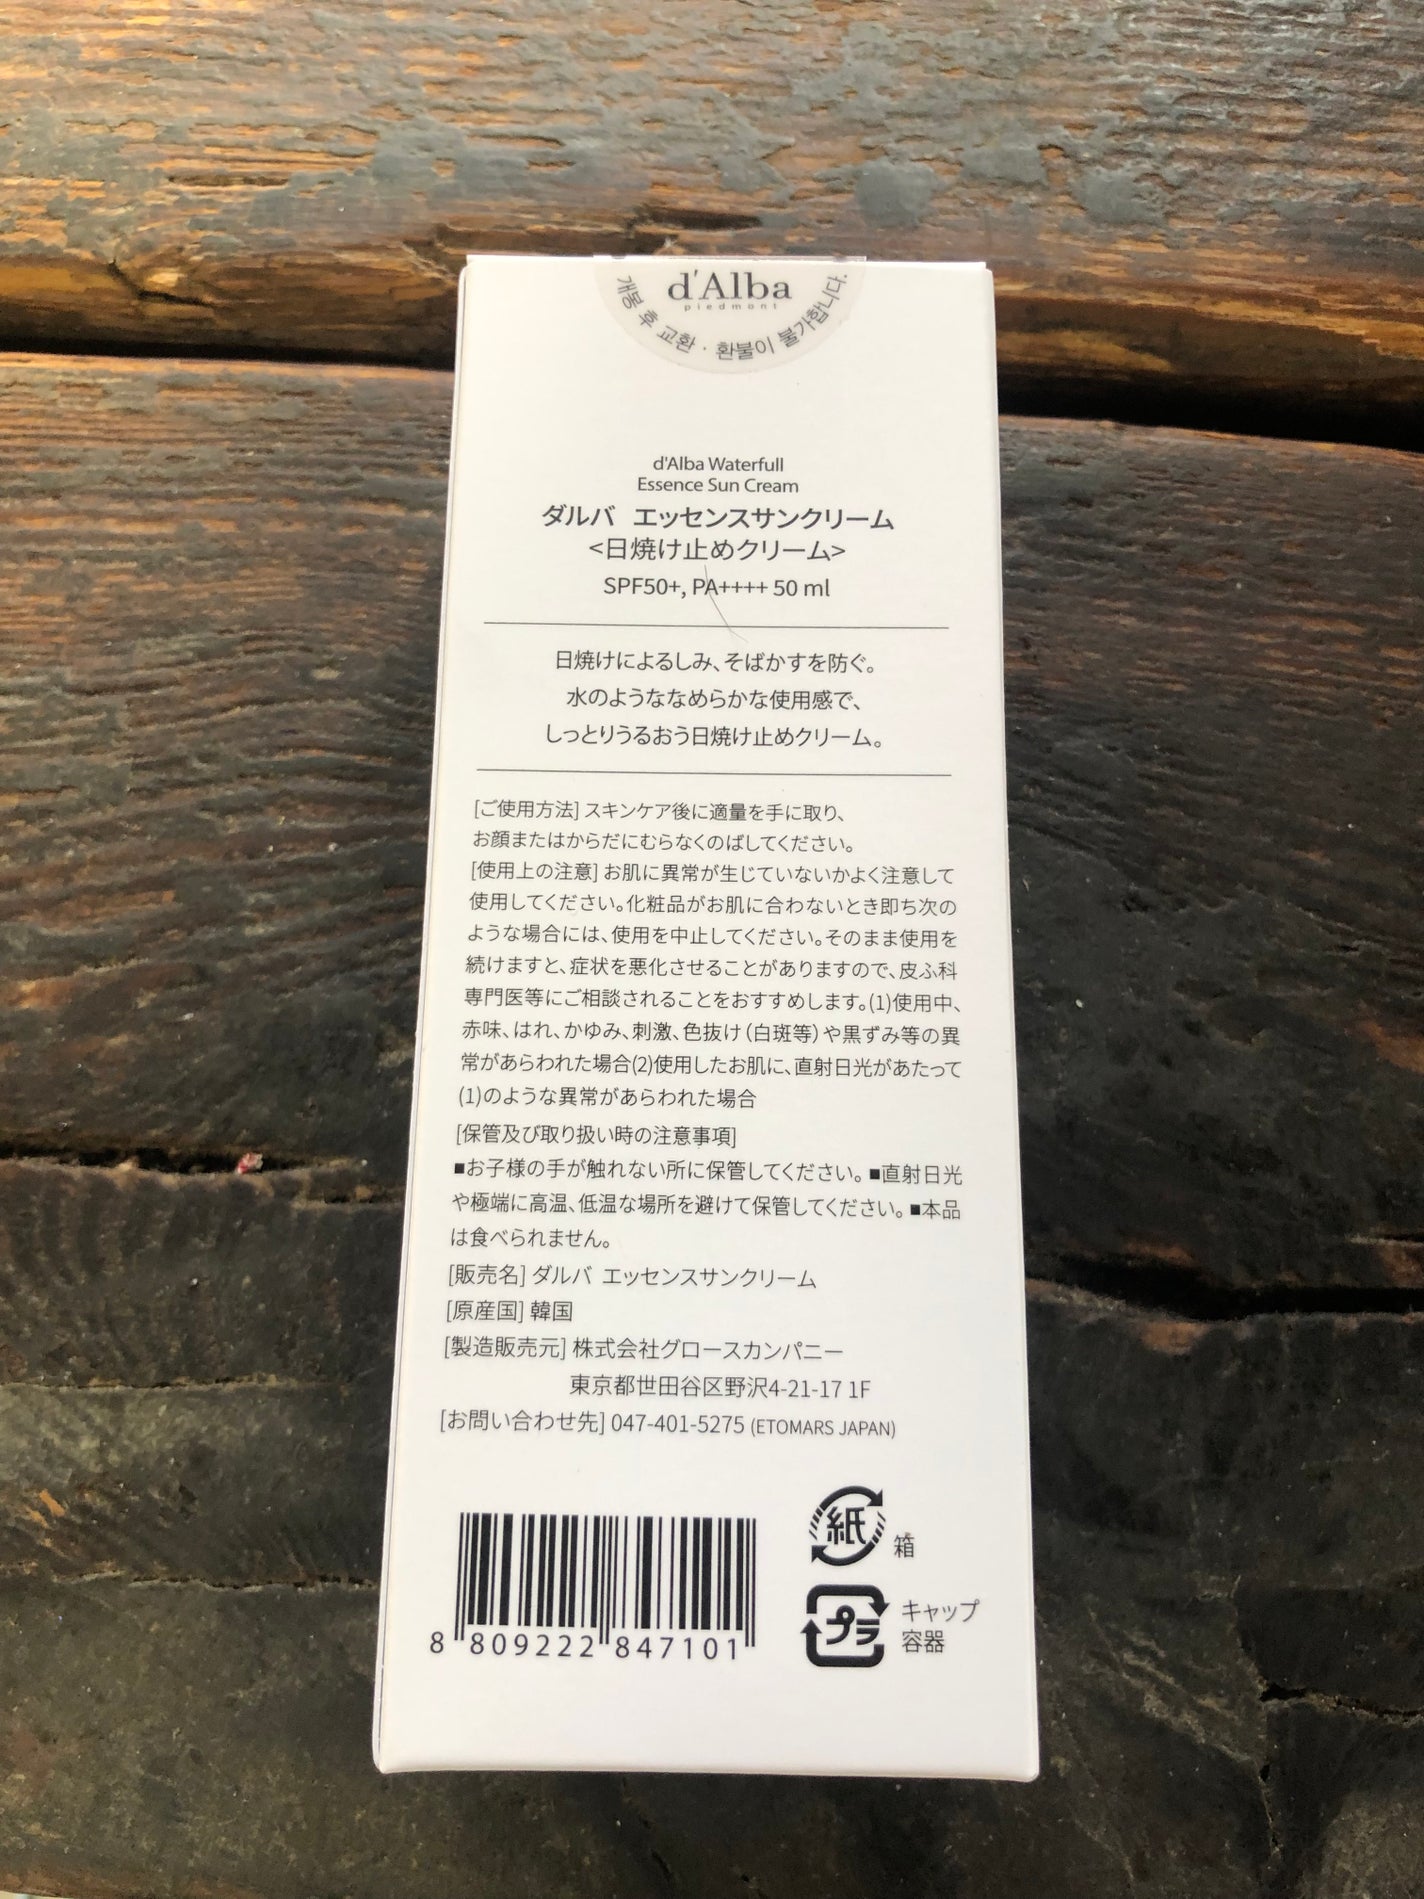 d'Alba
piedmont
개봉 후 교환 · 환불이 불가합니다.
d'Alba Waterfull
Essence Sun Cream
ダルバ エッセンスサンクリーム
<日焼け止めクリーム>
SPF50+, PA++++ 50 ml
日焼けによるしみ、そばかすを防ぐ。
水のようななめらかな使用感で、
しっとりうるおう日焼け止めクリーム。
[ご使用方法] スキンケア後に適量を手に取り、
お顔またはからだにむらなくのばしてください。
[使用上の注意] お肌に異常が生じていないかよく注意して
使用してください。化粧品がお肌に合わないとき即ち次の
ような場合には、使用を中止してください。そのまま使用を
続けますと、症状を悪化させることがありますので、皮ふ科
専門医等にご相談されることをおすすめします。(1)使用中、
赤味、はれ、かゆみ、刺激、色抜け（白斑等）や黒ずみ等の異
常があらわれた場合(2)使用したお肌に、直射日光があたって
(1)のような異常があらわれた場合
[保管及び取り扱い時の注意事項]
■お子様の手が触れない所に保管してください。■直射日光
や極端に高温、低温な場所を避けて保管してください。■本品
は食べられません。
[販売名] ダルバ エッセンスサンクリーム
[原産国] 韓国
[製造販売元] 株式会社グロースカンパニー
東京都世田谷区野沢4-21-17 1F
[お問い合わせ先] 047-401-5275 (ETOMARS JAPAN)
紙 箱
プラ キャップ
容器
8 809222 847101